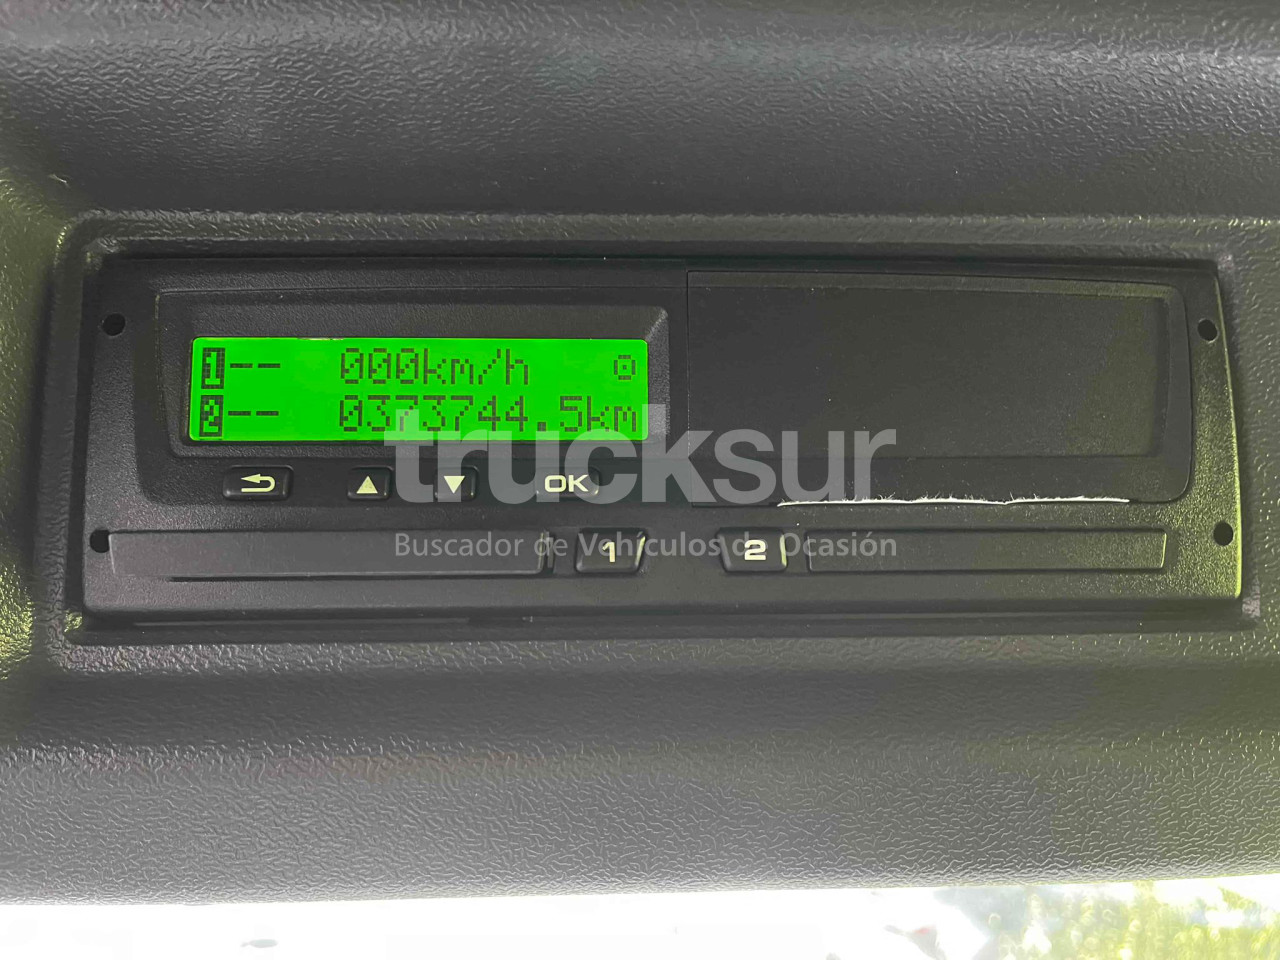 1-- 000km/h
2-- 0373744.5km
trucksur
OK
Buscador de Vehículos de Ocasión
1 2